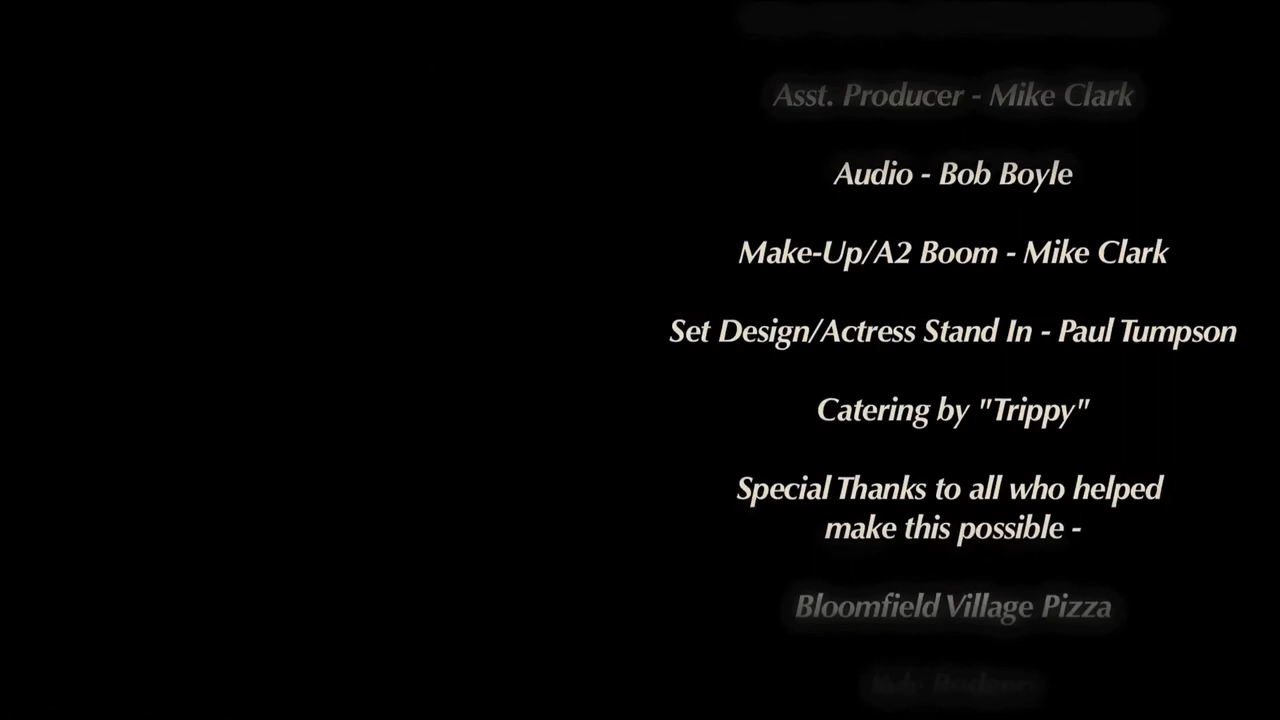 Asst. Producer - Mike Clark
Audio - Bob Boyle
Make-Up/A2 Boom - Mike Clark
Set Design/Actress Stand In - Paul Tumpson
Catering by "Trippy"
Special Thanks to all who helped
make this possible -
Bloomfield Village Pizza